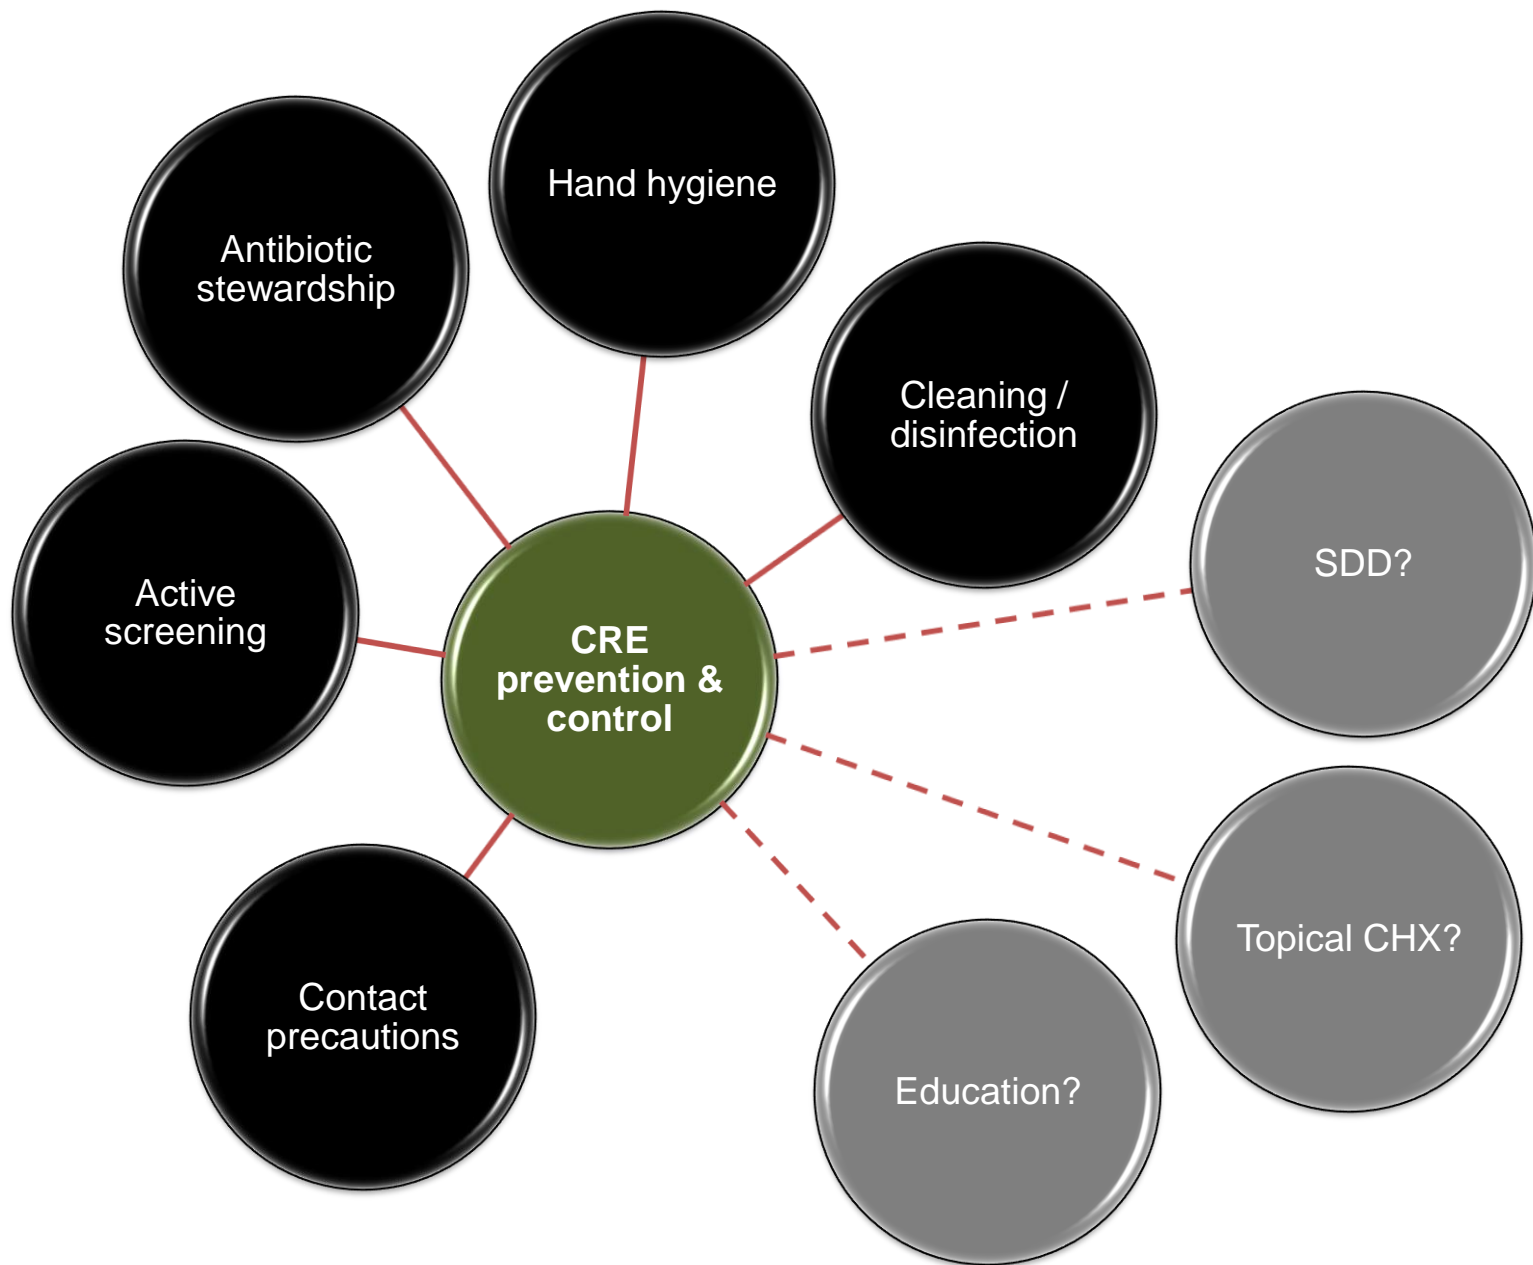 Hand hygiene
Antibiotic
stewardship
Cleaning /
disinfection
SDD?
Active
screening
CRE
prevention &
control
Topical CHX?
Contact
precautions
Education?